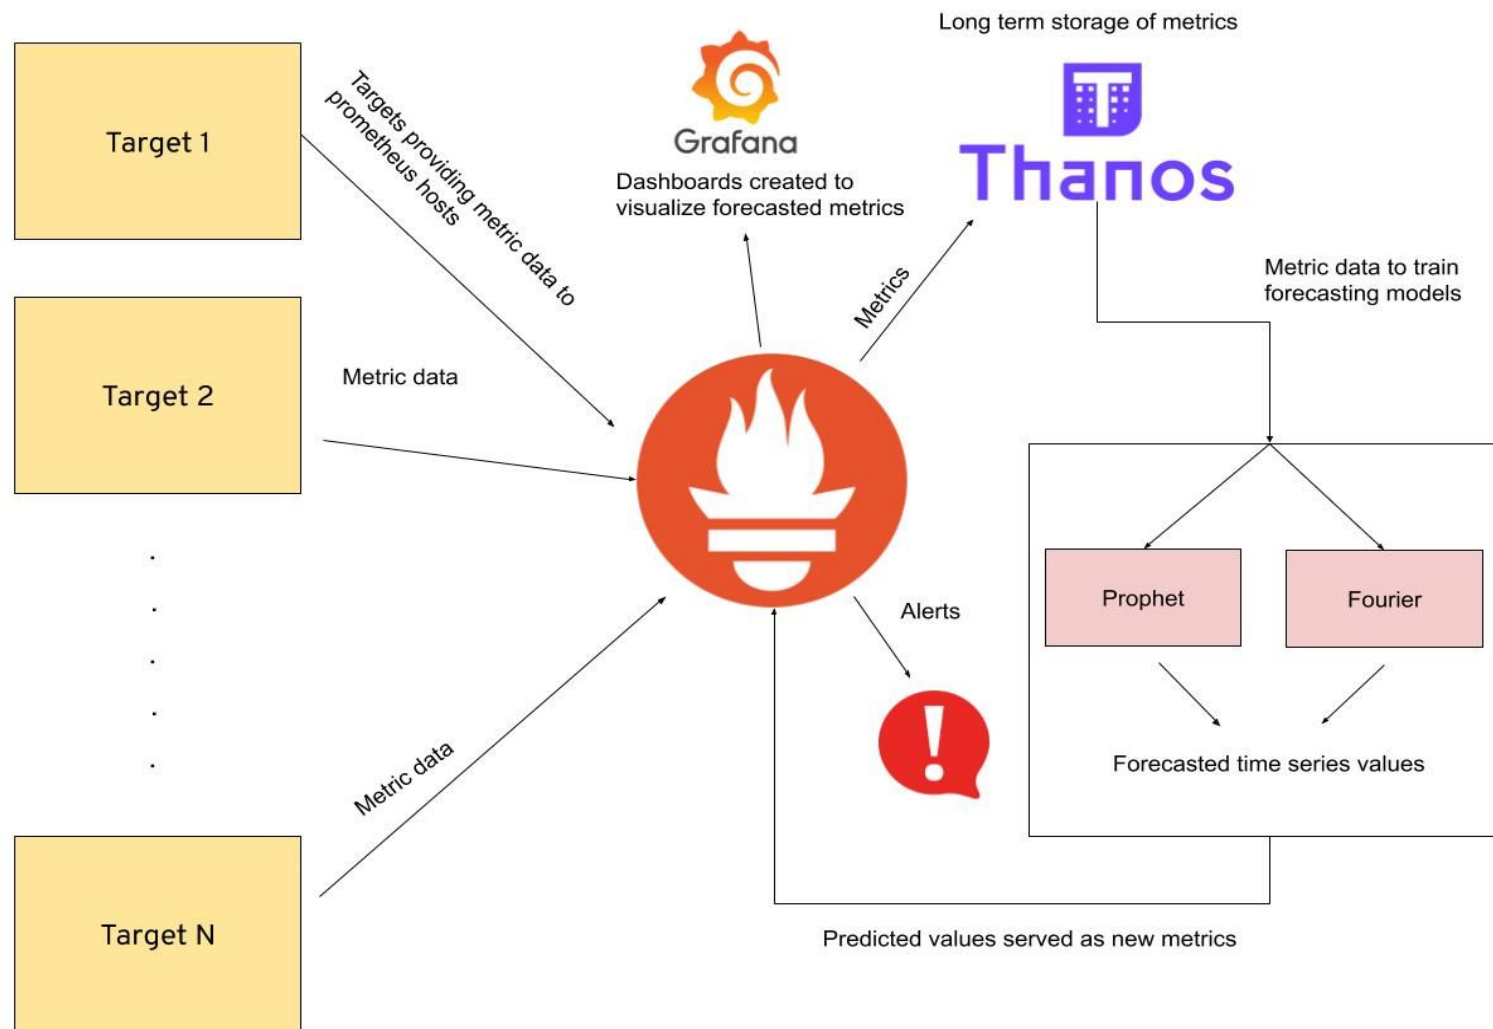 Long term storage of metrics
Target 1
Targets providing metric data to
prometheus hosts
Grafana
Dashboards created to
visualize forecasted metrics
Thanos
Metrics
Metric data to train
forecasting models
Target 2
Metric data
Prophet
Fourier
Alerts
Forecasted time series values
Metric data
Target N
Predicted values served as new metrics